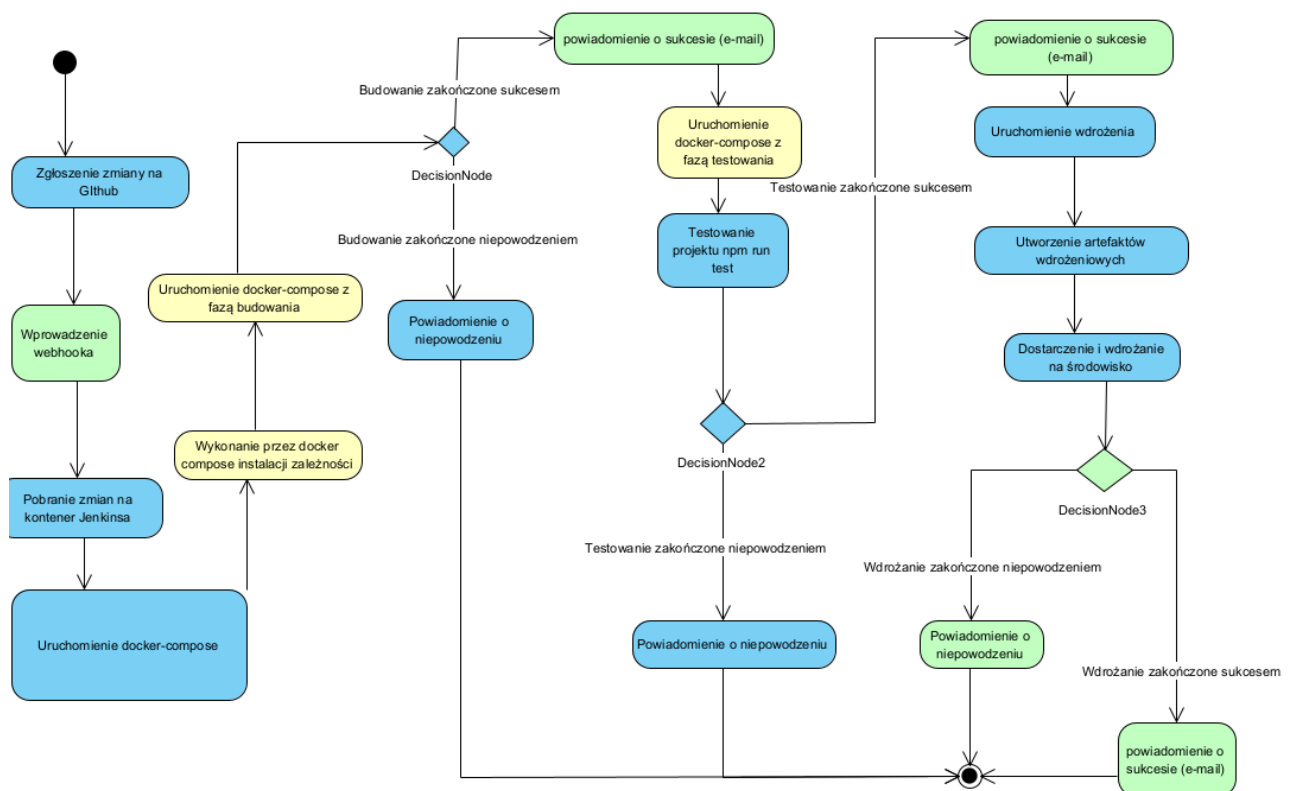 Zgłoszenie zmiany na
GIthub
Wprowadzenie
webhooka
Pobranie zmian na
kontener Jenkinsa
Uruchomienie docker-compose
Wykonanie przez docker
compose instalacji zależności
Uruchomienie docker-compose z
fazą budowania
DecisionNode
Budowanie zakończone sukcesem
Budowanie zakończone niepowodzeniem
Powiadomienie o
niepowodzeniu
powiadomienie o sukcesie (e-mail)
Uruchomienie
docker-compose z
fazą testowania
Testowanie
projektu npm run
test
DecisionNode2
Testowanie zakończone sukcesem
Testowanie zakończone niepowodzeniem
Powiadomienie o niepowodzeniu
powiadomienie o sukcesie
(e-mail)
Uruchomienie wdrożenia
Utworzenie artefaktów
wdrożeniowych
Dostarczenie i wdrożanie
na środowisko
DecisionNode3
Wdrożanie zakończone niepowodzeniem
Powiadomienie o
niepowodzeniu
Wdrożanie zakończone sukcesem
powiadomienie o
sukcesie (e-mail)